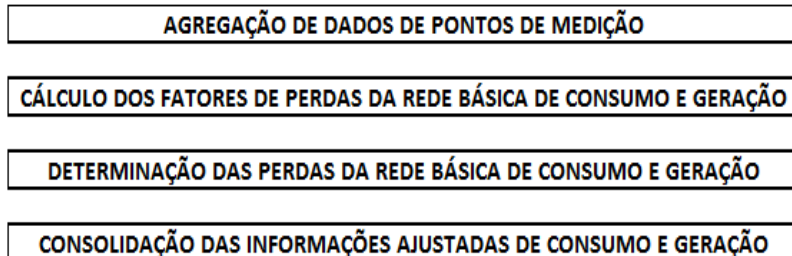 AGREGAÇÃO DE DADOS DE PONTOS DE MEDIÇÃO
CÁLCULO DOS FATORES DE PERDAS DA REDE BÁSICA DE CONSUMO E GERAÇÃO
DETERMINAÇÃO DAS PERDAS DA REDE BÁSICA DE CONSUMO E GERAÇÃO
CONSOLIDAÇÃO DAS INFORMAÇÕES AJUSTADAS DE CONSUMO E GERAÇÃO